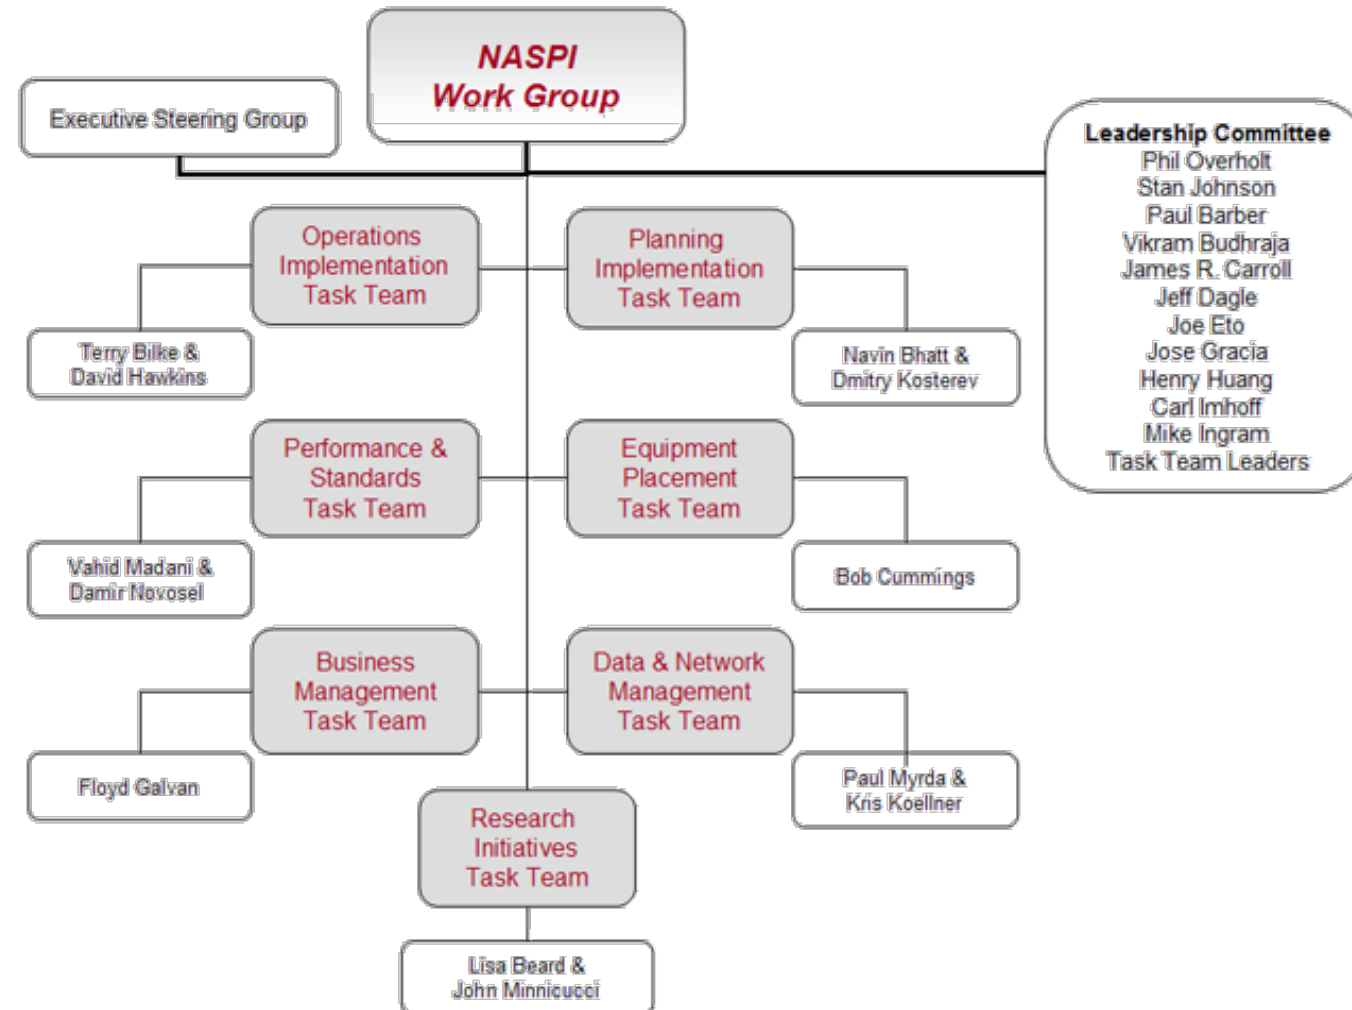 NASPI
Work Group
Executive Steering Group
Leadership Committee
Phil Overholt
Stan Johnson
Paul Barber
Vikram Budhraja
James R. Carroll
Jeff Dagle
Joe Eto
Jose Gracia
Henry Huang
Carl Imhoff
Mike Ingram
Task Team Leaders
Operations
Implementation
Task Team
Planning
Implementation
Task Team
Terry Bilke &
David Hawkins
Navin Bhatt &
Dmitry Kosterev
Performance &
Standards
Task Team
Equipment
Placement
Task Team
Vahid Madani &
Damir Novosel
Bob Cummings
Business
Management
Task Team
Data & Network
Management
Task Team
Floyd Galvan
Paul Myrda &
Kris Koellner
Research
Initiatives
Task Team
Lisa Beard &
John Minnicucci